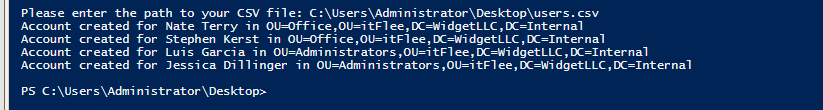 Please enter the path to your CSV file: C:\Users\Administrator\Desktop\users.csv
Account created for Nate Terry in OU=Office,OU=itFlee,DC=WidgetLLC,DC=Internal
Account created for Stephen Kerst in OU=Office,OU=itFlee,DC=WidgetLLC,DC=Internal
Account created for Luis Garcia in OU=Administrators,OU=itFlee,DC=WidgetLLC,DC=Internal
Account created for Jessica Dillinger in OU=Administrators,OU=itFlee,DC=WidgetLLC,DC=Internal
PS C:\Users\Administrator\Desktop>